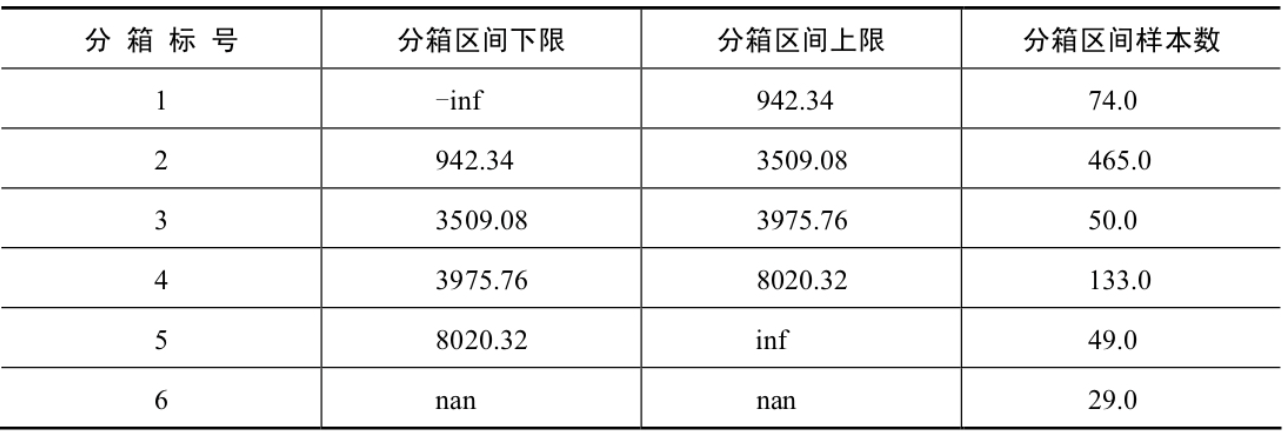 分箱标号 分箱区间下限 分箱区间上限 分箱区间样本数
1 -inf 942.34 74.0
2 942.34 3509.08 465.0
3 3509.08 3975.76 50.0
4 3975.76 8020.32 133.0
5 8020.32 inf 49.0
6 nan nan 29.0